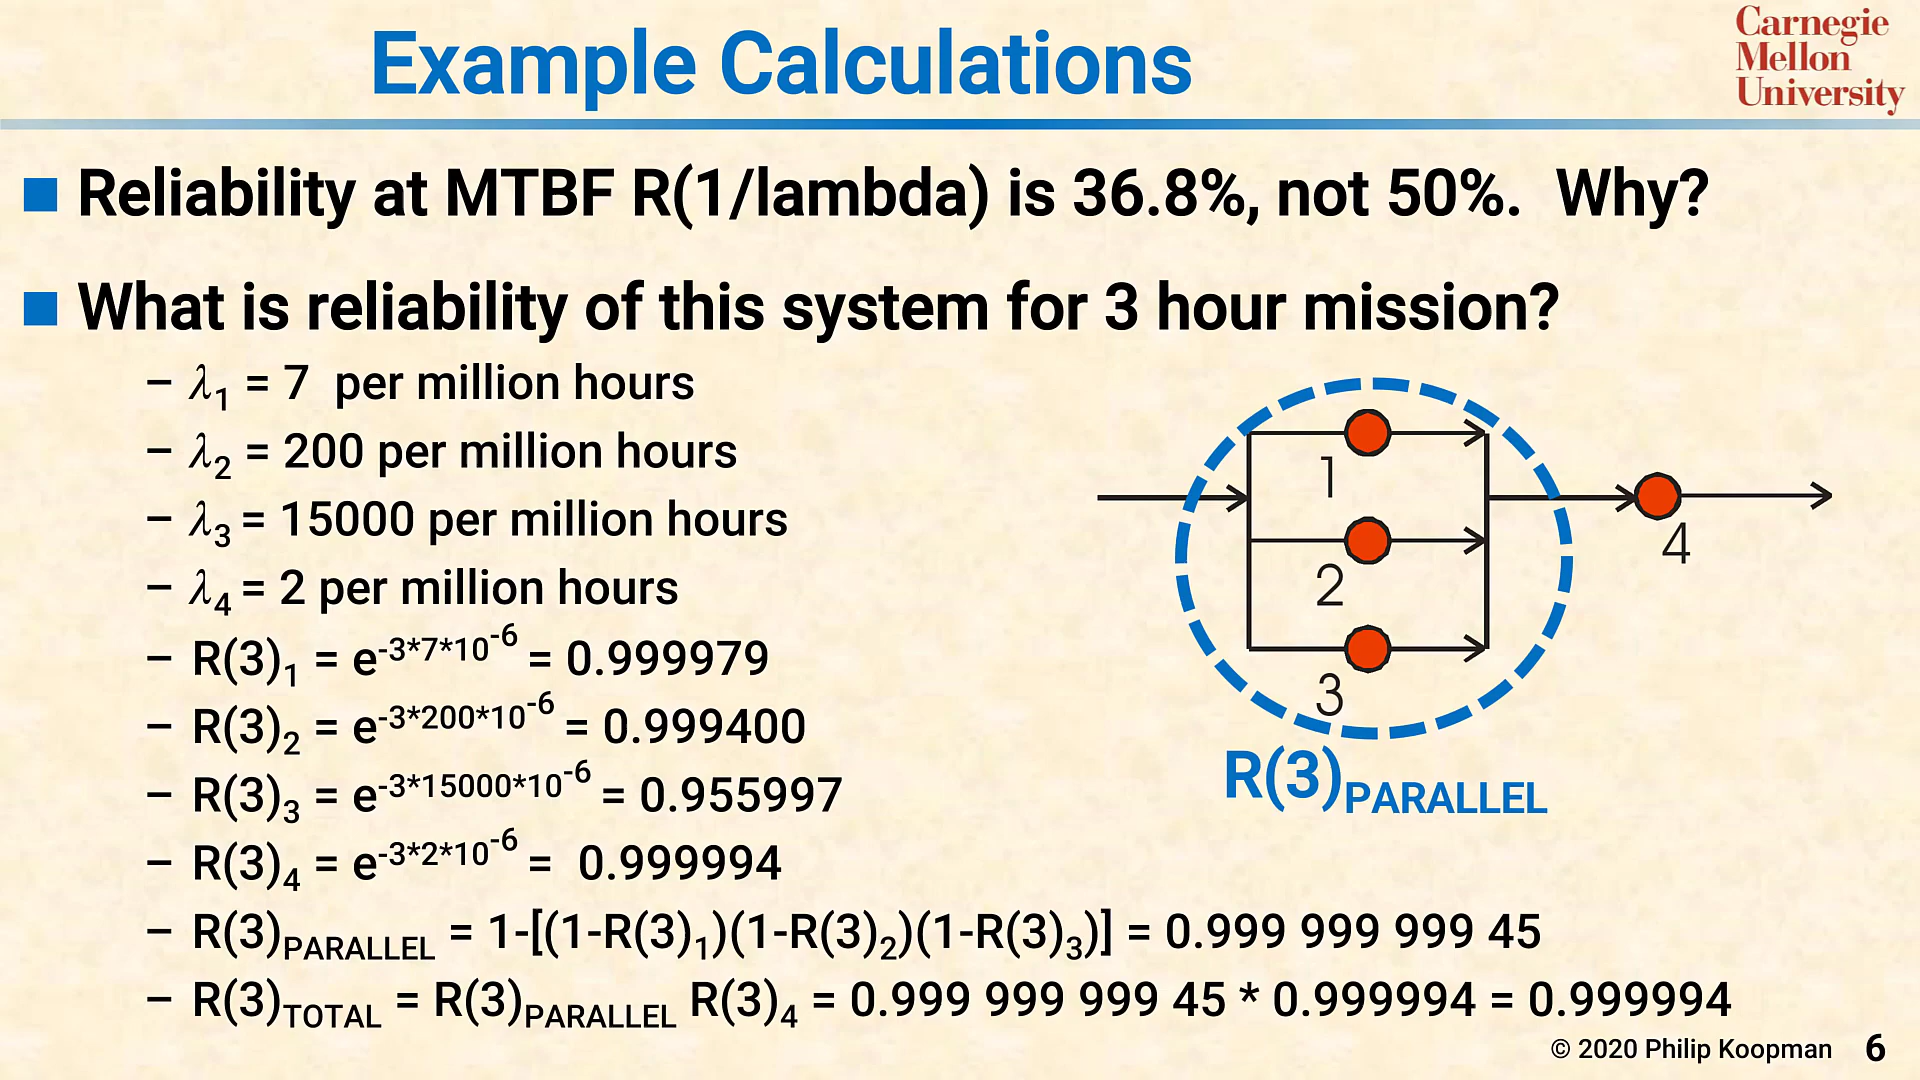 Example Calculations
Carnegie
Mellon
University
Reliability at MTBF R(1/lambda) is 36.8%, not 50%. Why?
What is reliability of this system for 3 hour mission?
– λ1 = 7 per million hours
– λ2 = 200 per million hours
– λ3 = 15000 per million hours
– λ4 = 2 per million hours
– R(3)1 = e-3*7*10-6 = 0.999979
– R(3)2 = e-3*200*10-6 = 0.999400
– R(3)3 = e-3*15000*10-6 = 0.955997
– R(3)4 = e-3*2*10-6 = 0.999994
– R(3)PARALLEL = 1-[(1-R(3)1)(1-R(3)2)(1-R(3)3)] = 0.999 999 999 45
– R(3)TOTAL = R(3)PARALLEL R(3)4 = 0.999 999 999 45 * 0.999994 = 0.999994
1
2
3
4
R(3)PARALLEL
© 2020 Philip Koopman 6